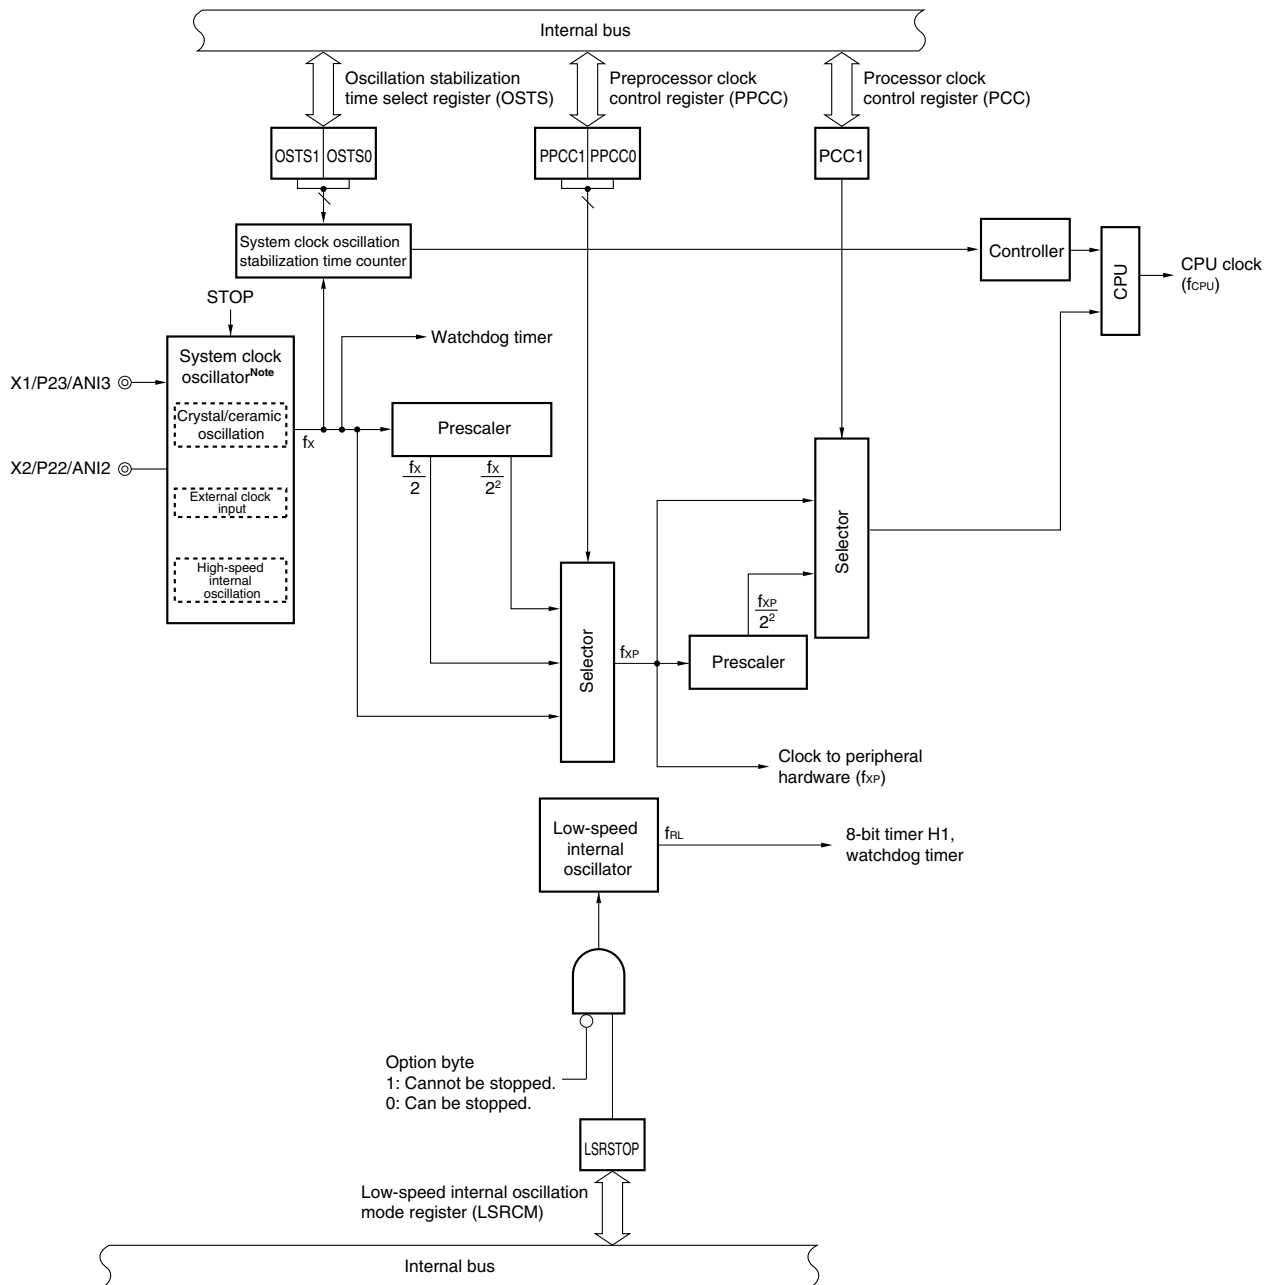 Internal bus
Oscillation stabilization
time select register (OSTS)
Preprocessor clock
control register (PPCC)
Processor clock
control register (PCC)
OSTS1 OSTS0
PPCC1 PPCC0
PCC1
System clock oscillation
stabilization time counter
Controller
CPU
CPU clock
(fCPU)
STOP
Watchdog timer
System clock
oscillatorNote
X1/P23/ANI3
Crystal/ceramic
oscillation
fX
Prescaler
X2/P22/ANI2
fX
2
fX
2²
External clock
input
High-speed
internal
oscillation
Selector
Selector
fXP
2²
fXP
Prescaler
Clock to peripheral
hardware (fXP)
Low-speed
internal
oscillator
fRL
8-bit timer H1,
watchdog timer
Option byte
1: Cannot be stopped.
0: Can be stopped.
LSRSTOP
Low-speed internal oscillation
mode register (LSRCM)
Internal bus